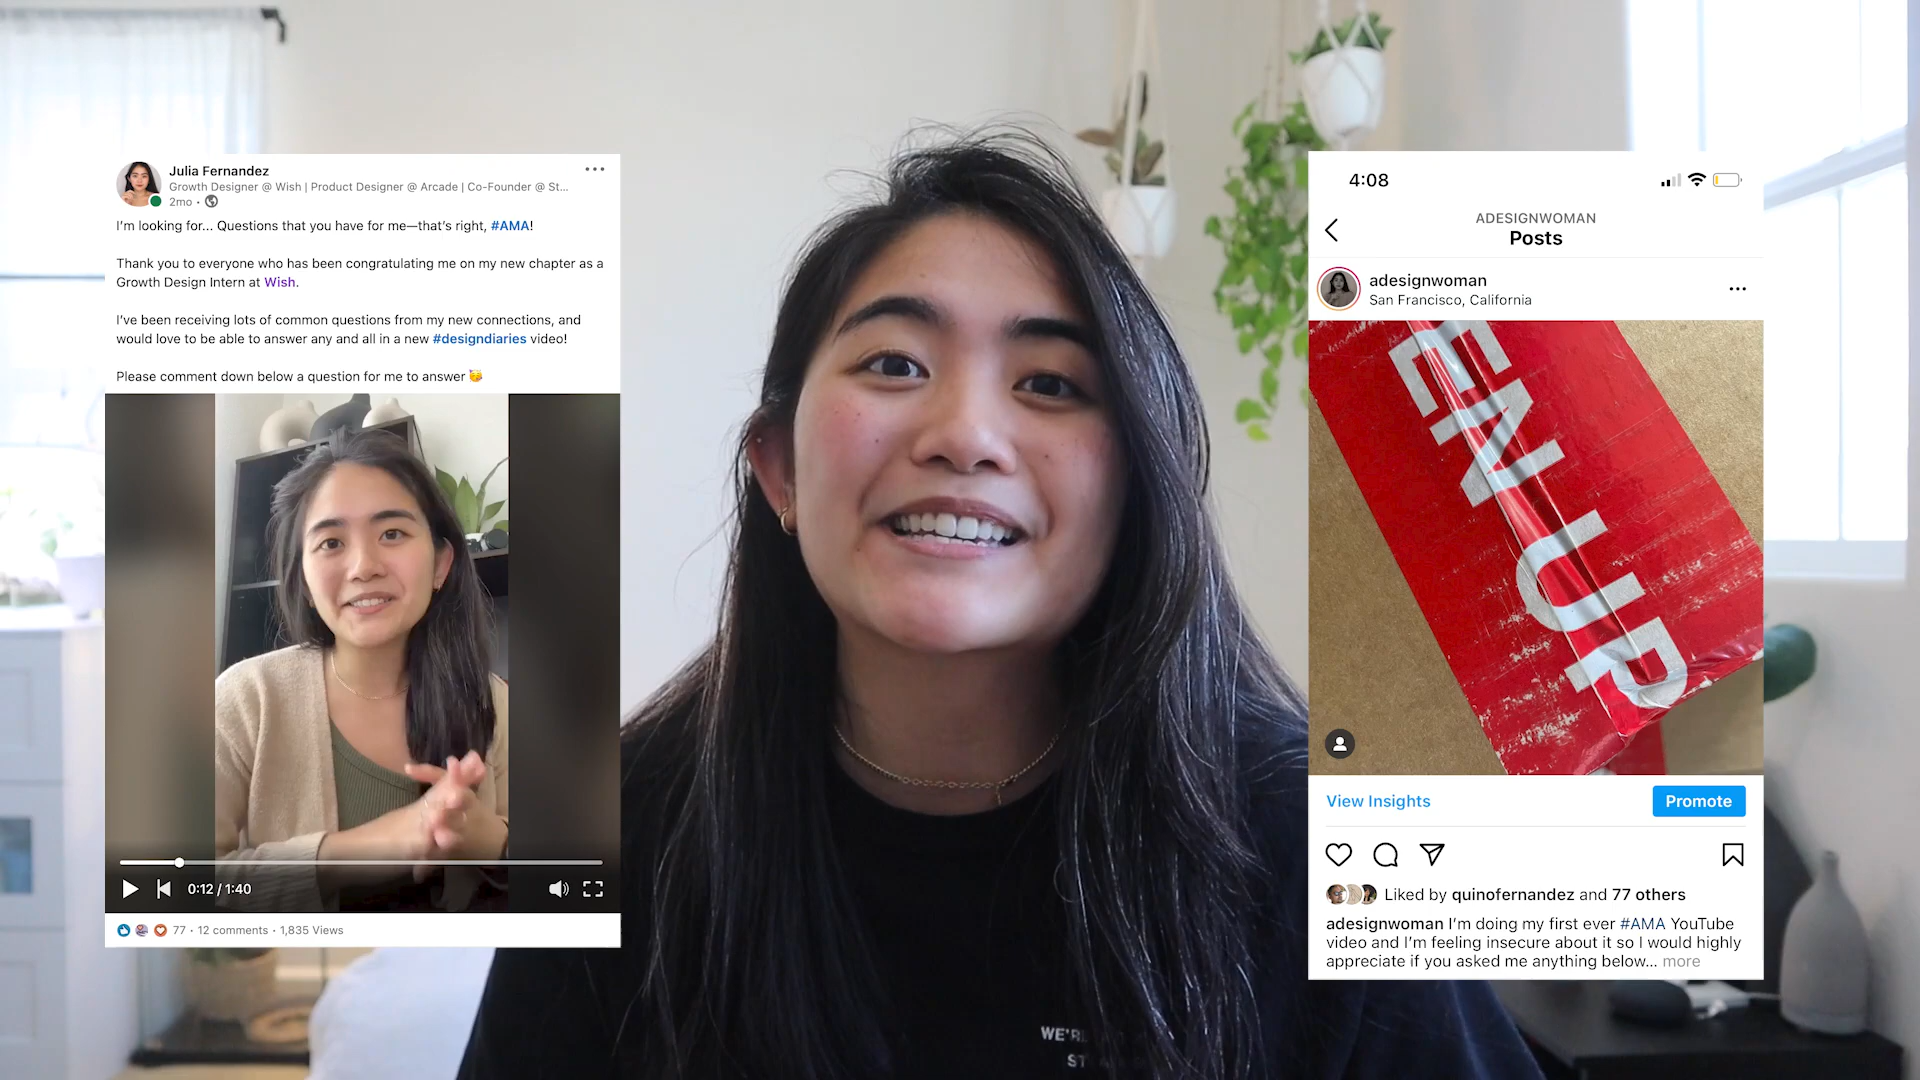 Julia Fernandez
Growth Designer @ Wish | Product Designer @ Arcade | Co-Founder @ St...
2mo •
I'm looking for... Questions that you have for me—that's right, #AMA!
Thank you to everyone who has been congratulating me on my new chapter as a
Growth Design Intern at Wish.
I've been receiving lots of common questions from my new connections, and
would love to be able to answer any and all in a new #designdiaries video!
Please comment down below a question for me to answer 🥳
0:12 / 1:40
77 · 12 comments · 1,835 Views
WE'R
ST
4:08
ADESIGNWOMAN
Posts
adesignwoman
San Francisco, California
EN UP
View Insights
Promote
Liked by quinofernandez and 77 others
adesignwoman I'm doing my first ever #AMA YouTube
video and I'm feeling insecure about it so I would highly
appreciate if you asked me anything below... more